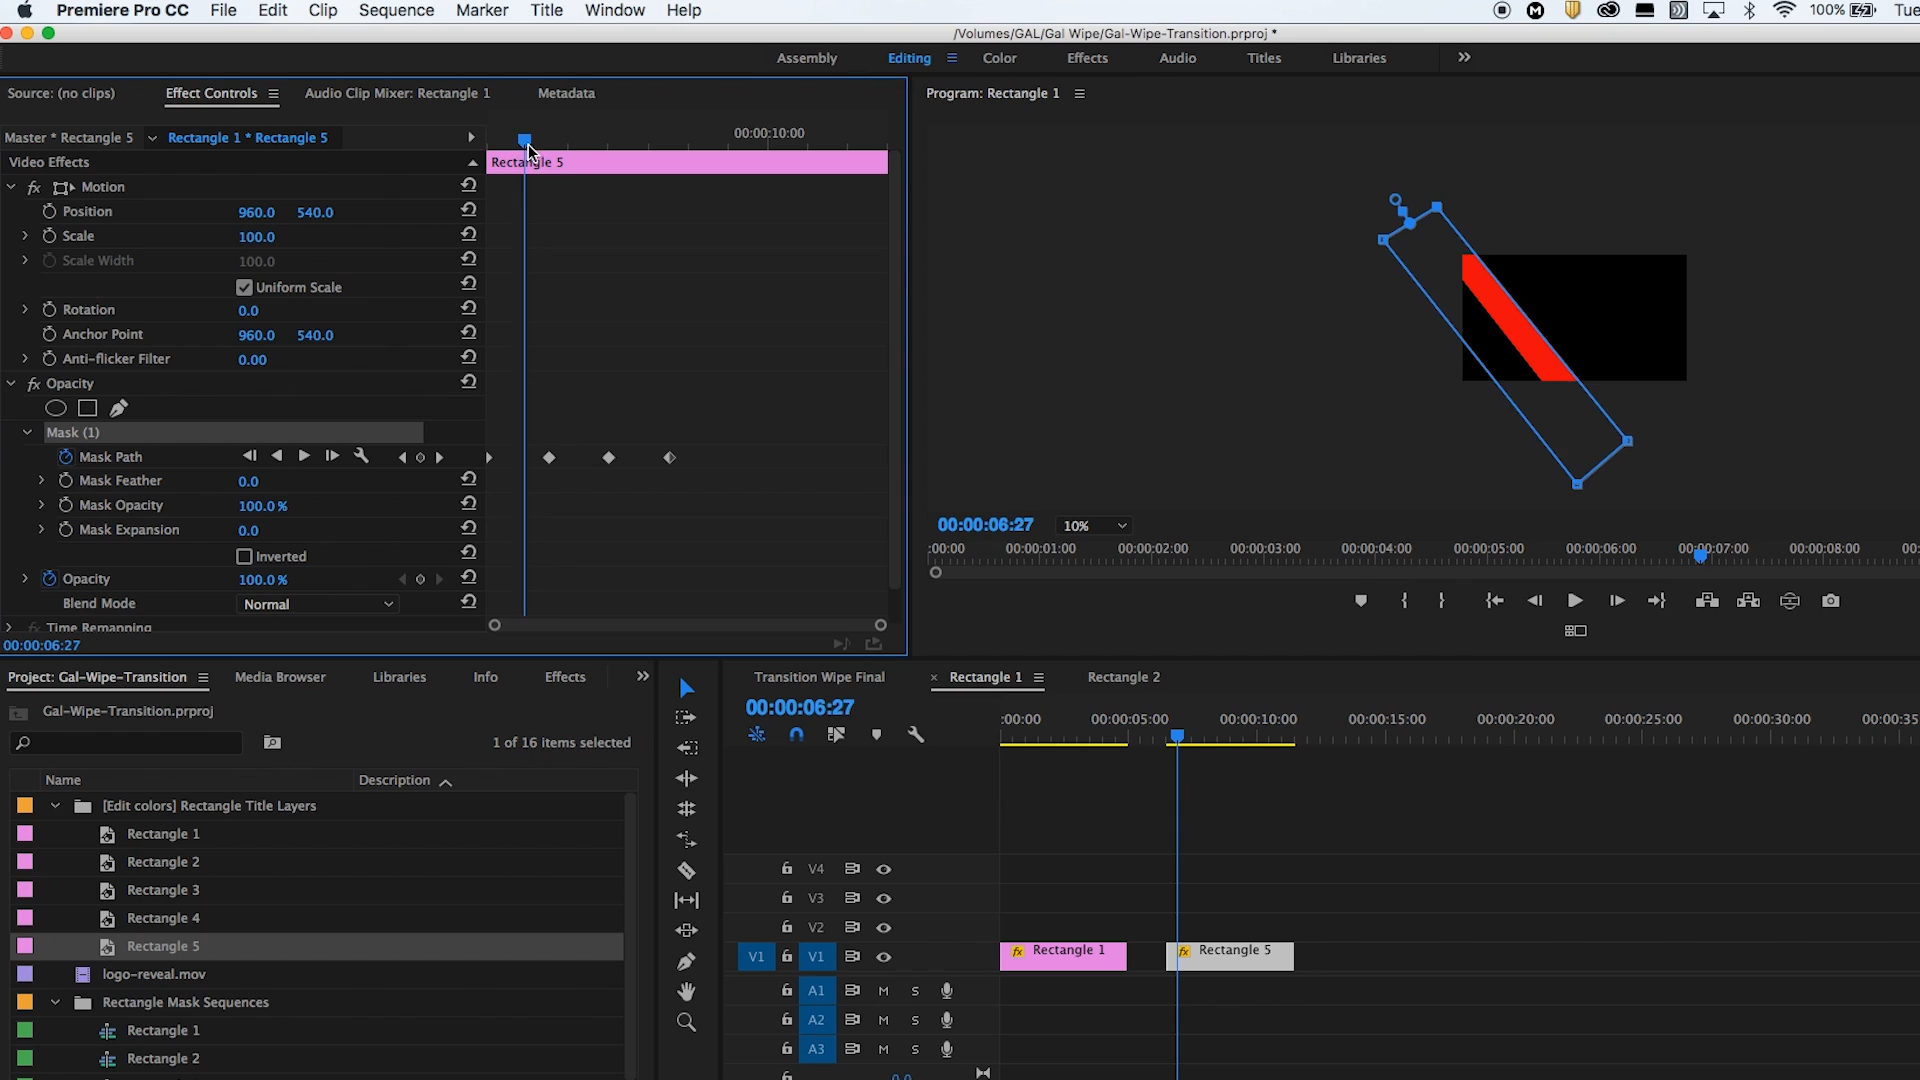 Premiere Pro CC File Edit Clip Sequence Marker Title Window Help 100% Tue
/Volumes/GAL/Gal Wipe/Gal-Wipe-Transition.prproj *
Assembly Editing Color Effects Audio Titles Libraries
Source: (no clips) Effect Controls Audio Clip Mixer: Rectangle 1 Metadata
Program: Rectangle 1
Master * Rectangle 5 Rectangle 1 * Rectangle 5
00:00:10:00
Video Effects
Rectangle 5
fx Motion
Position 960.0 540.0
Scale 100.0
Scale Width 100.0
Uniform Scale
Rotation 0.0
Anchor Point 960.0 540.0
Anti-flicker Filter 0.00
fx Opacity
Mask (1)
Mask Path
Mask Feather 0.0
Mask Opacity 100.0 %
Mask Expansion 0.0
Inverted
Opacity 100.0 %
Blend Mode Normal
fx Time Remapping
00:00:06:27
00:00:06:27 10%
:00:00 00:00:01:00 00:00:02:00 00:00:03:00 00:00:04:00 00:00:05:00 00:00:06:00 00:00:07:00 00:00:08:00 00:
Project: Gal-Wipe-Transition Media Browser Libraries Info Effects
Gal-Wipe-Transition.prproj
1 of 16 items selected
Name Description
[Edit colors] Rectangle Title Layers
Rectangle 1
Rectangle 2
Rectangle 3
Rectangle 4
Rectangle 5
logo-reveal.mov
Rectangle Mask Sequences
Rectangle 1
Rectangle 2
Transition Wipe Final × Rectangle 1 Rectangle 2
00:00:06:27
:00:00 00:00:05:00 00:00:10:00 00:00:15:00 00:00:20:00 00:00:25:00 00:00:30:00 00:00:35
V4
V3
V2
V1 V1 fx Rectangle 1 fx Rectangle 5
A1 M S
A2 M S
A3 M S
0.0